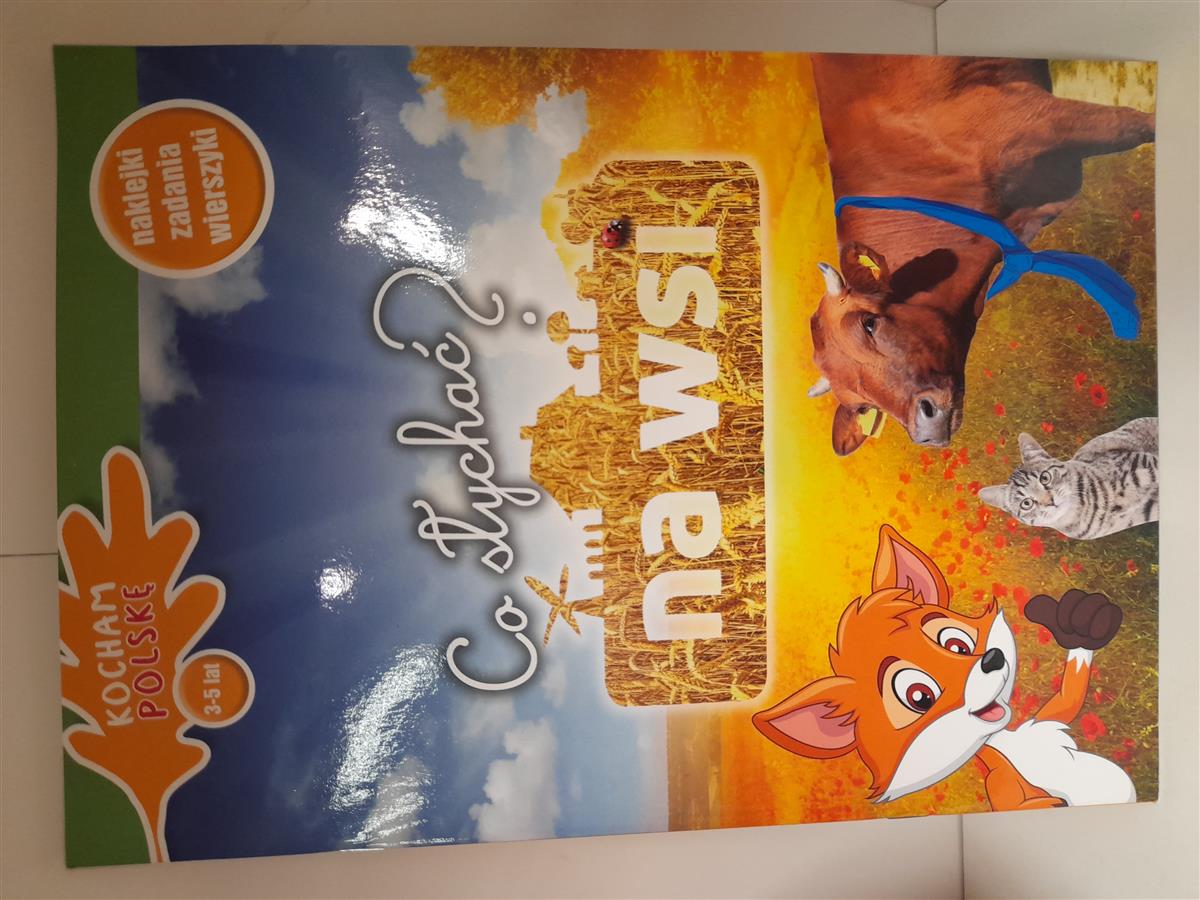 KOCHAM
POLSKĘ
3-5 lat
naklejki
zadania
wierszyki
Co słychać?
na wsi